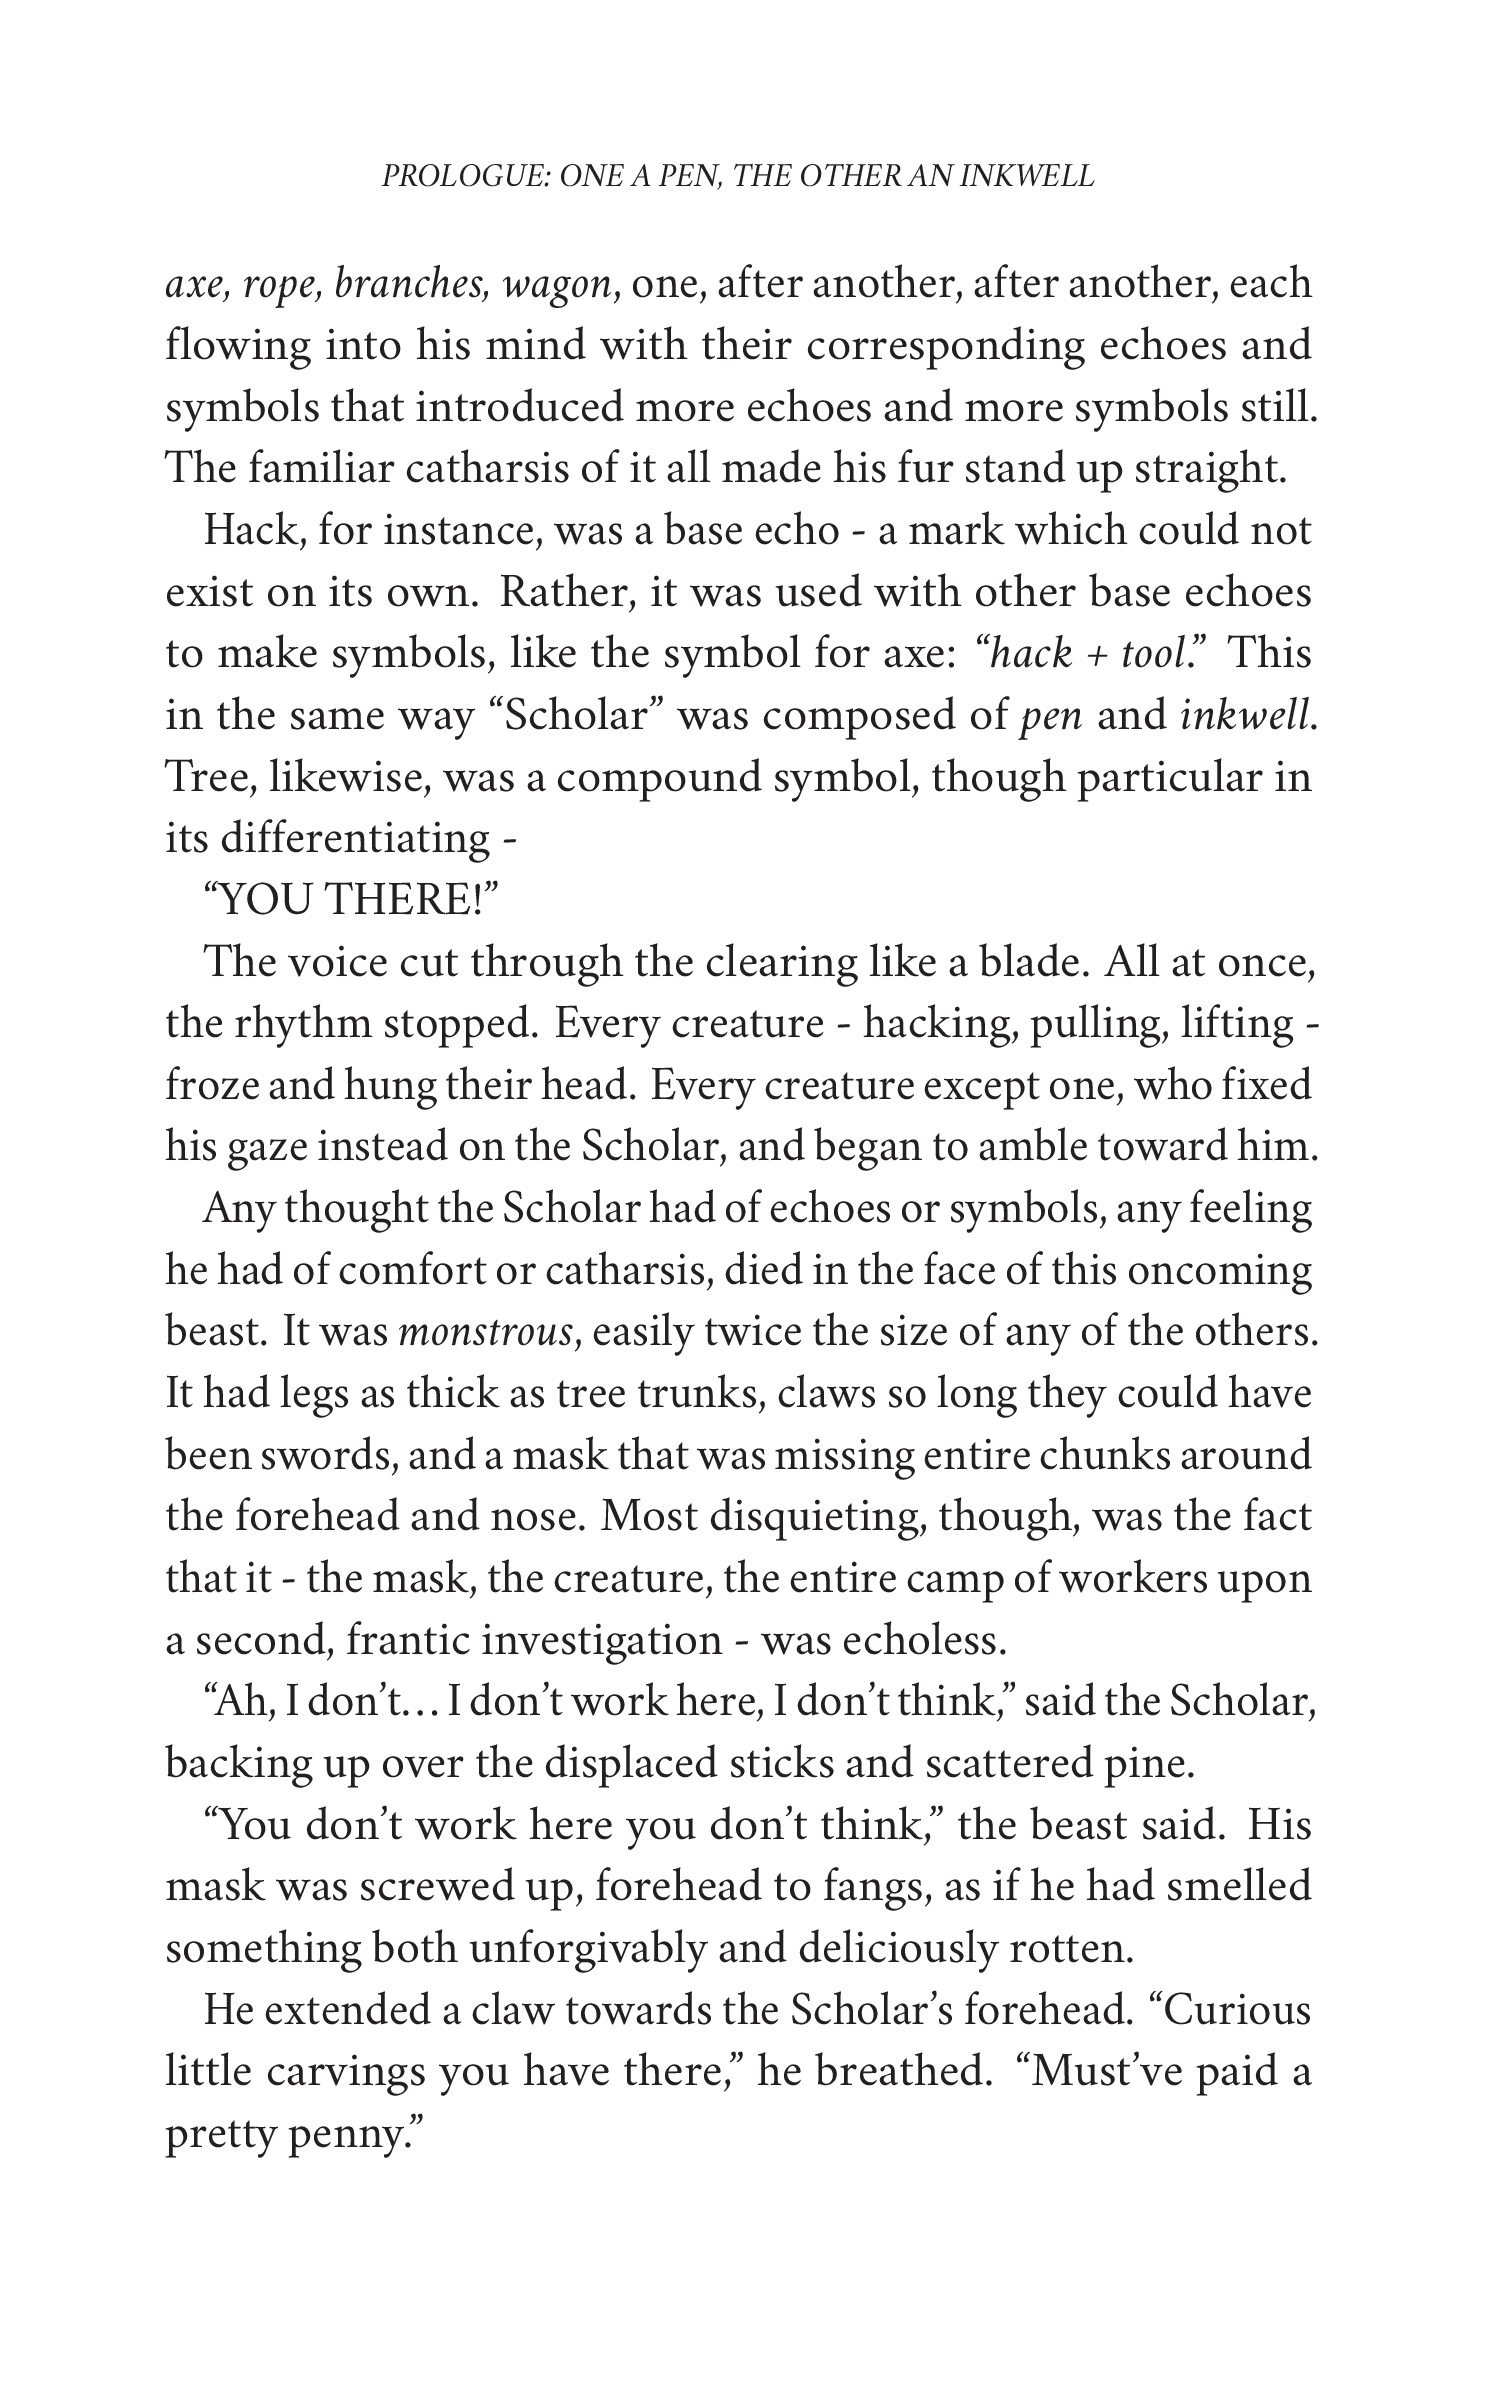 PROLOGUE: ONE A PEN, THE OTHER AN INKWELL
axe, rope, branches, wagon, one, after another, after another, each
flowing into his mind with their corresponding echoes and
symbols that introduced more echoes and more symbols still.
The familiar catharsis of it all made his fur stand up straight.
Hack, for instance, was a base echo - a mark which could not
exist on its own. Rather, it was used with other base echoes
to make symbols, like the symbol for axe: “hack + tool.” This
in the same way “Scholar” was composed of pen and inkwell.
Tree, likewise, was a compound symbol, though particular in
its differentiating -
“YOU THERE!”
The voice cut through the clearing like a blade. All at once,
the rhythm stopped. Every creature - hacking, pulling, lifting -
froze and hung their head. Every creature except one, who fixed
his gaze instead on the Scholar, and began to amble toward him.
Any thought the Scholar had of echoes or symbols, any feeling
he had of comfort or catharsis, died in the face of this oncoming
beast. It was monstrous, easily twice the size of any of the others.
It had legs as thick as tree trunks, claws so long they could have
been swords, and a mask that was missing entire chunks around
the forehead and nose. Most disquieting, though, was the fact
that it - the mask, the creature, the entire camp of workers upon
a second, frantic investigation - was echoless.
“Ah, I don’t… I don’t work here, I don’t think,” said the Scholar,
backing up over the displaced sticks and scattered pine.
“You don’t work here you don’t think,” the beast said. His
mask was screwed up, forehead to fangs, as if he had smelled
something both unforgivably and deliciously rotten.
He extended a claw towards the Scholar’s forehead. “Curious
little carvings you have there,” he breathed. “Must’ve paid a
pretty penny.”